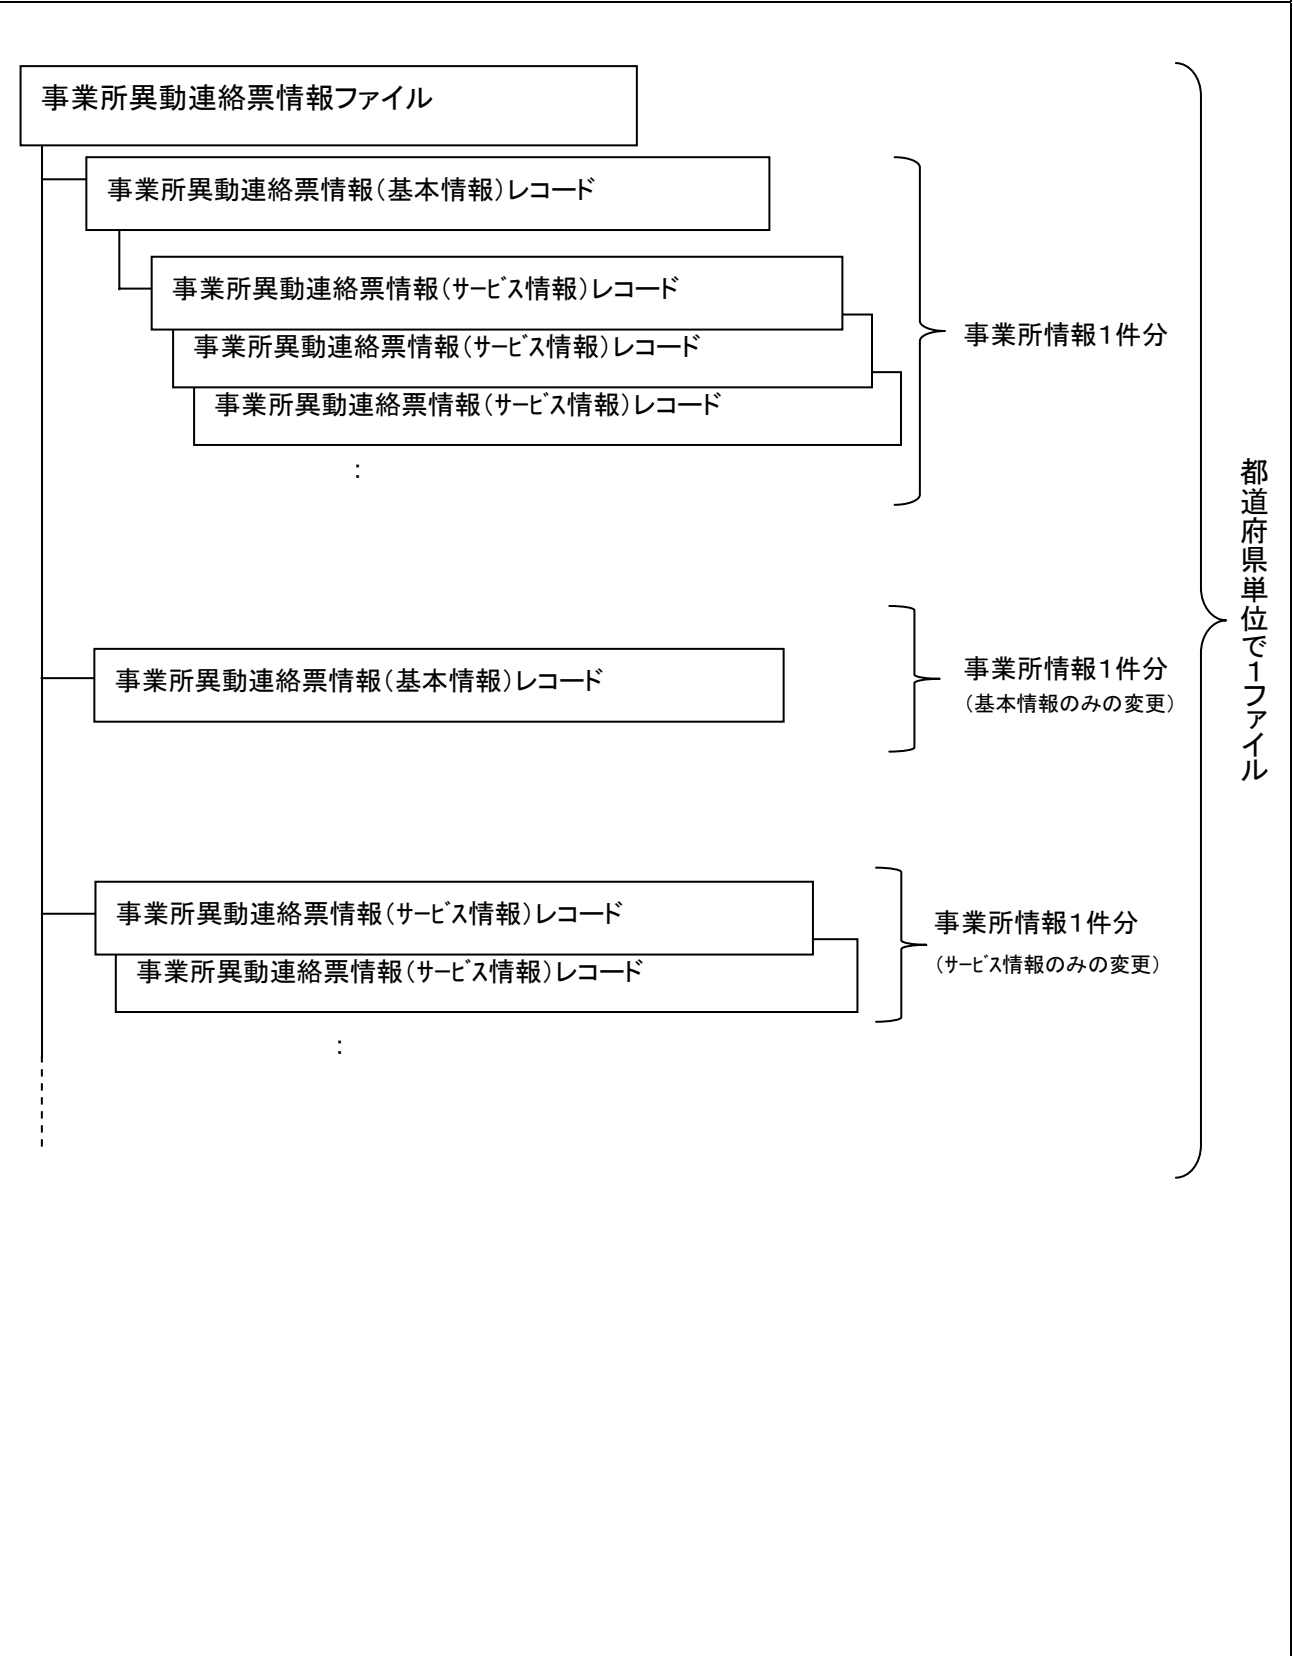 事業所異動連絡票情報ファイル
事業所異動連絡票情報（基本情報）レコード
事業所異動連絡票情報（ｻｰﾋﾞｽ情報）レコード
事業所異動連絡票情報（ｻｰﾋﾞｽ情報）レコード
事業所異動連絡票情報（ｻｰﾋﾞｽ情報）レコード
：
事業所情報１件分
事業所異動連絡票情報（基本情報）レコード
事業所情報１件分
（基本情報のみの変更）
事業所異動連絡票情報（ｻｰﾋﾞｽ情報）レコード
事業所異動連絡票情報（ｻｰﾋﾞｽ情報）レコード
：
事業所情報１件分
（ｻｰﾋﾞｽ情報のみの変更）
都道府県単位で１ファイル